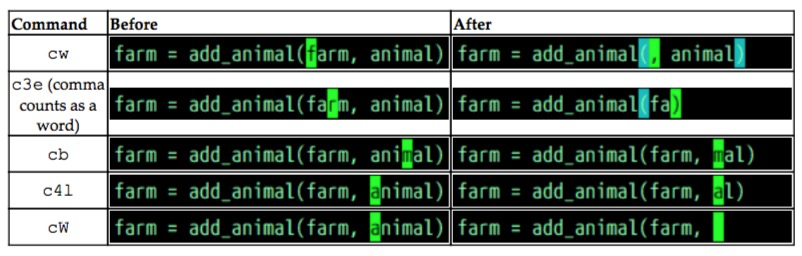 Command Before After
cw farm = add_animal(farm, animal) farm = add_animal(, animal)
c3e (comma
counts as a
word) farm = add_animal(farm, animal) farm = add_animal(fa)
cb farm = add_animal(farm, animal) farm = add_animal(farm, mal)
c4l farm = add_animal(farm, animal) farm = add_animal(farm, al)
cW farm = add_animal(farm, animal) farm = add_animal(farm,